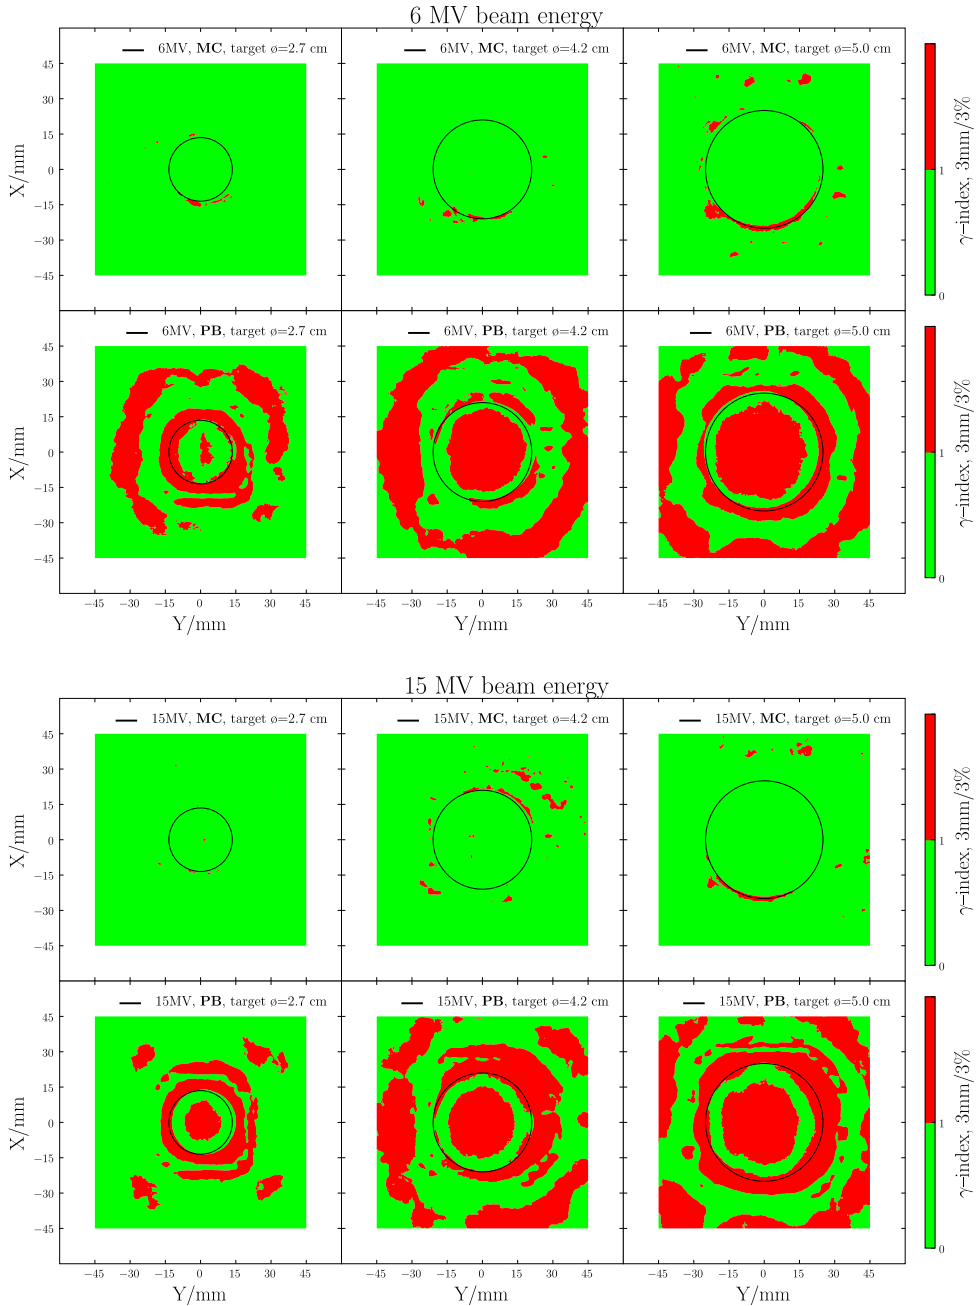 6 MV beam energy
6MV, MC, target ø=2.7 cm
6MV, MC, target ø=4.2 cm
6MV, MC, target ø=5.0 cm
45
30
15
0
−15
−30
−45
X/mm
1
0
γ−index, 3mm/3%
6MV, PB, target ø=2.7 cm
6MV, PB, target ø=4.2 cm
6MV, PB, target ø=5.0 cm
45
30
15
0
−15
−30
−45
X/mm
1
0
γ−index, 3mm/3%
−45 −30 −15 0 15 30 45 −45 −30 −15 0 15 30 45 −45 −30 −15 0 15 30 45
Y/mm Y/mm Y/mm
15 MV beam energy
15MV, MC, target ø=2.7 cm
15MV, MC, target ø=4.2 cm
15MV, MC, target ø=5.0 cm
45
30
15
0
−15
−30
−45
X/mm
1
0
γ−index, 3mm/3%
15MV, PB, target ø=2.7 cm
15MV, PB, target ø=4.2 cm
15MV, PB, target ø=5.0 cm
45
30
15
0
−15
−30
−45
X/mm
1
0
γ−index, 3mm/3%
−45 −30 −15 0 15 30 45 −45 −30 −15 0 15 30 45 −45 −30 −15 0 15 30 45
Y/mm Y/mm Y/mm